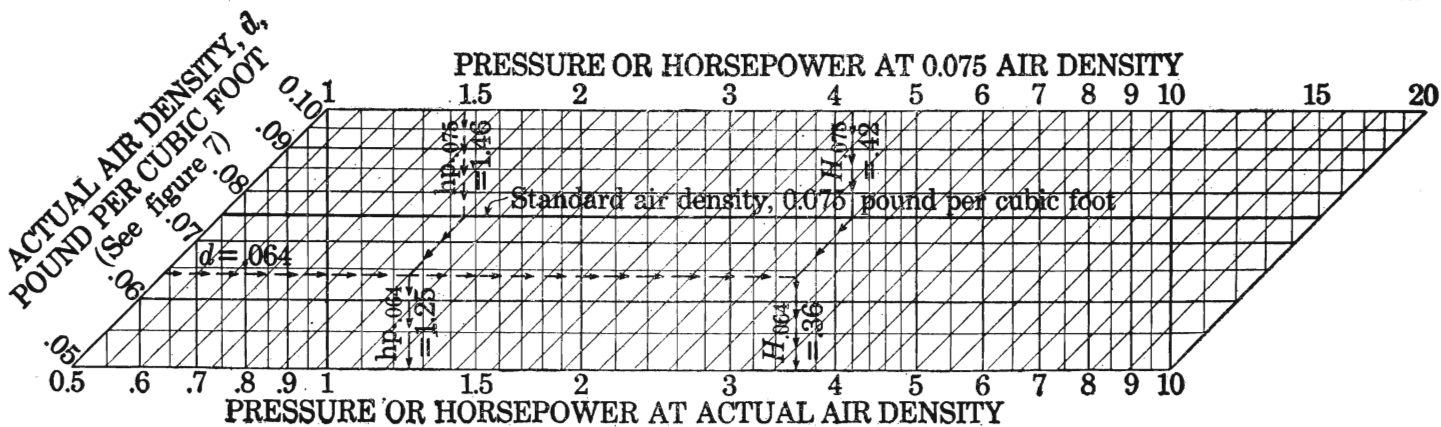 ACTUAL AIR DENSITY, d,
POUND PER CUBIC FOOT
(See figure 7)
PRESSURE OR HORSEPOWER AT 0.075 AIR DENSITY
1 1.5 2 3 4 5 6 7 8 9 10 15 20
0.10
.09
.08
.07
.06
.05
hp.075
=1.46
H.075
=.42
Standard air density, 0.075 pound per cubic foot
d=.064
hp.064
=1.25
H.064
=.36
0.5 .6 .7 .8 .9 1 1.5 2 3 4 5 6 7 8 9 10
PRESSURE OR HORSEPOWER AT ACTUAL AIR DENSITY